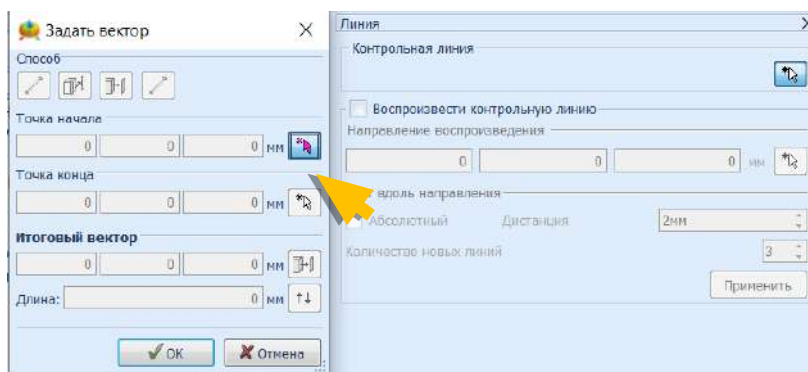 Задать вектор
Способ
Точка начала
0 0 0 мм
Точка конца
0 0 0 мм
Итоговый вектор
0 0 0 мм
Длина: 0 мм
ОК Отмена
Линия
Контрольная линия
Воспроизвести контрольную линию
Направление воспроизведения
0 0 0 мм
вдоль направления
Абсолютный Дистанция 2мм
Количество новых линий 3
Применить